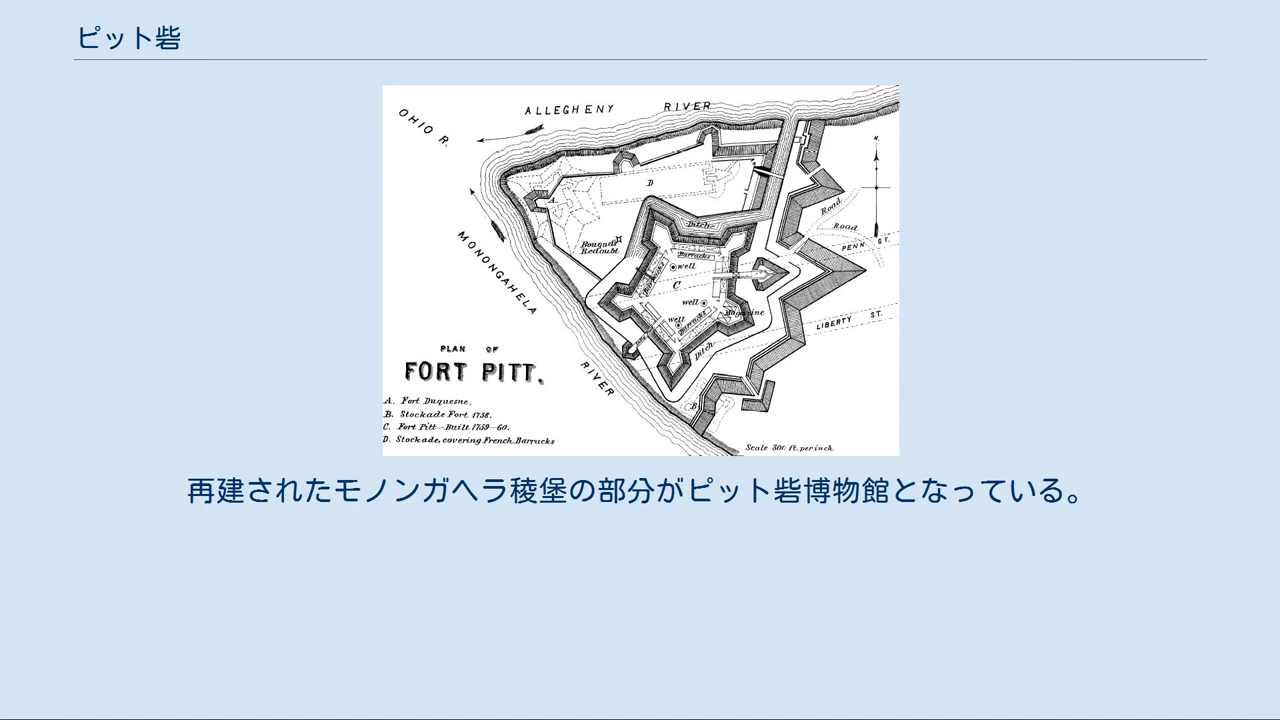 ピット砦
OHIO R.
ALLEGHENY RIVER
N.
D
A
Road
Road
Ditch
Bouquets Redoubt
PENN ST.
Barracks
well
C
MONONGAHELA
well
Magazine
well
Barracks
LIBERTY ST.
Ditch
PLAN OF
FORT PITT.
RIVER
A. Fort Duquesne.
B. Stockade Fort 1758.
B
C. Fort Pitt—Built 1759—60.
D. Stockade, covering French Barracks
Scale 300 ft. per inch.
再建されたモノンガヘラ稜堡の部分がピット砦博物館となっている。